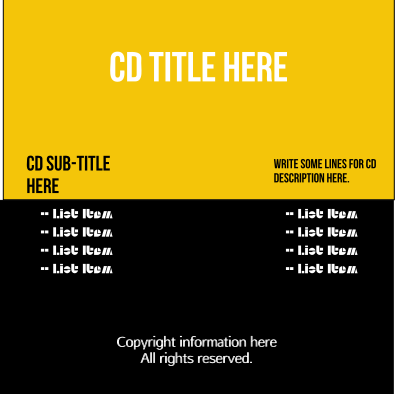 CD TITLE HERE
CD SUB-TITLE
HERE
WRITE SOME LINES FOR CD
DESCRIPTION HERE.
-- List Item
-- List Item
-- List Item
-- List Item
-- List Item
-- List Item
-- List Item
-- List Item
Copyright information here
All rights reserved.